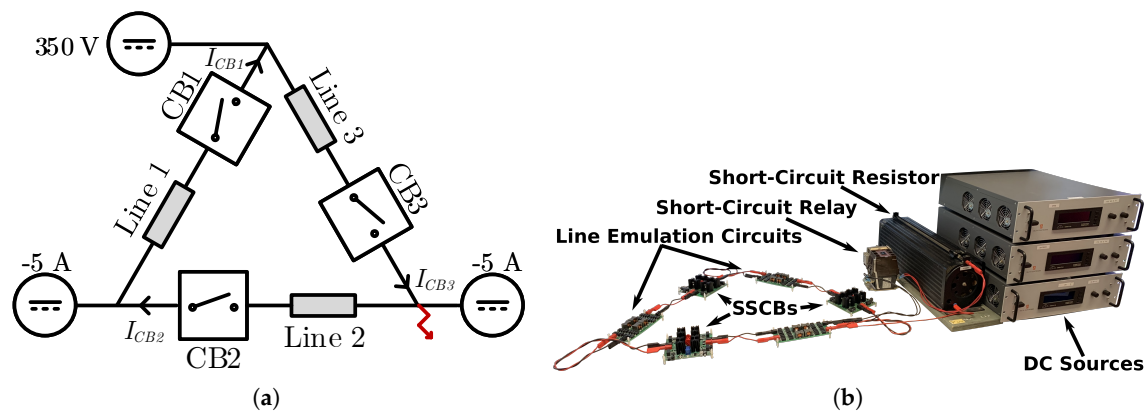 350 V
I_CB1
CB1
Line 3
CB3
Line 1
-5 A
-5 A
I_CB3
I_CB2
CB2
Line 2
(a)
Short-Circuit Resistor
Short-Circuit Relay
Line Emulation Circuits
SSCBs
DC Sources
(b)